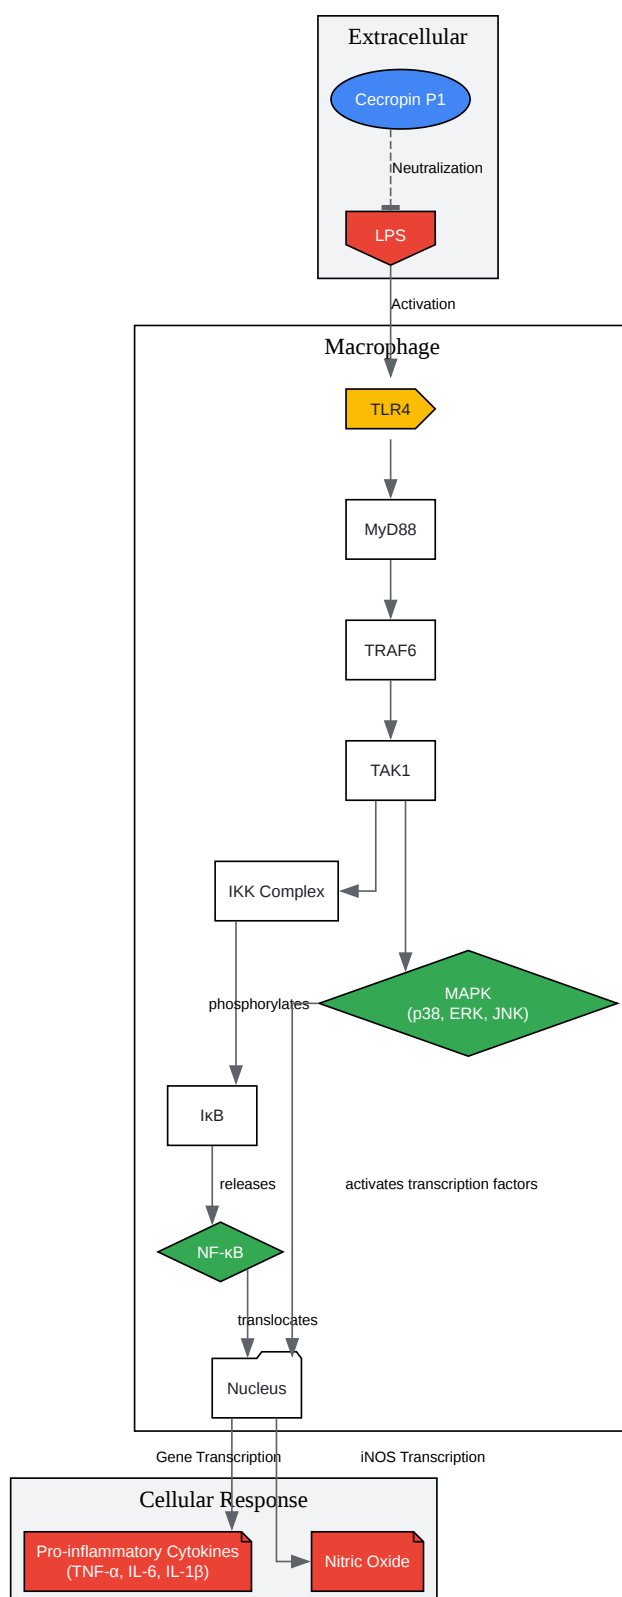 Extracellular
Cecropin P1
Neutralization
LPS
Activation
Macrophage
TLR4
MyD88
TRAF6
TAK1
IKK Complex
MAPK
(p38, ERK, JNK)
phosphorylates
IκB
releases
activates transcription factors
NF-κB
translocates
Nucleus
Gene Transcription
iNOS Transcription
Cellular Response
Pro-inflammatory Cytokines
(TNF-α, IL-6, IL-1β)
Nitric Oxide